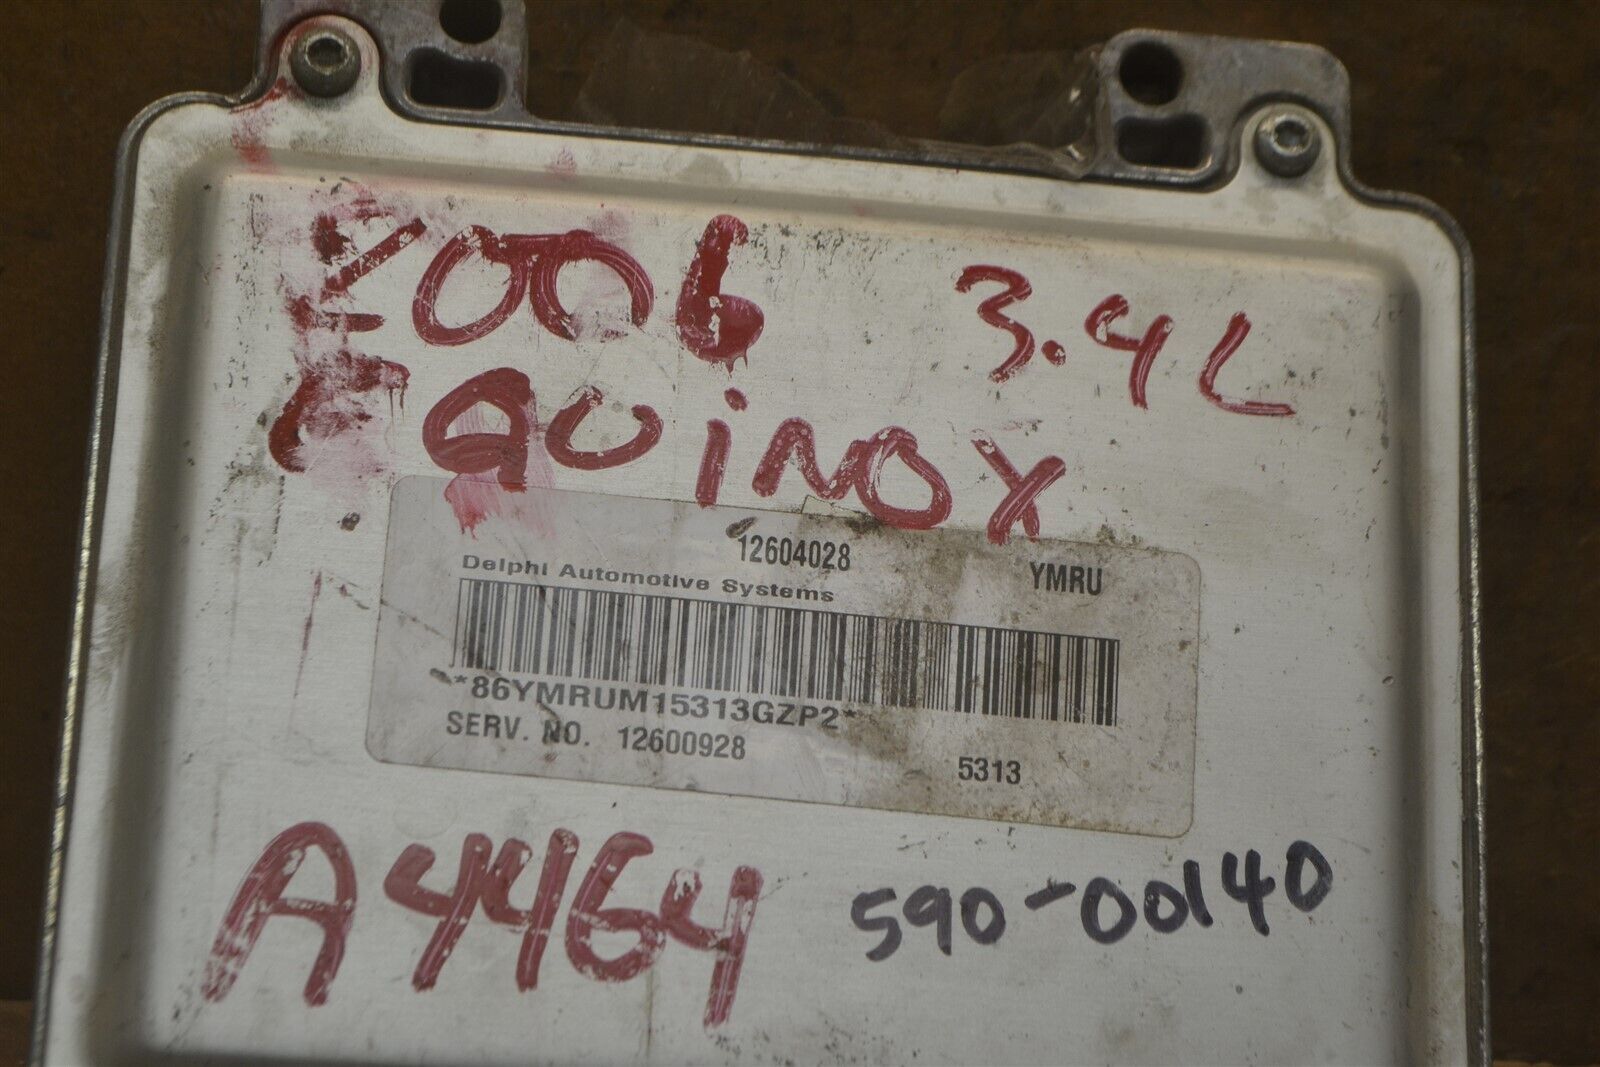 2006 3.4L
Equinox
12604028 YMRU
Delphi Automotive Systems
*86YMRUM15313GZP2*
SERV. NO. 12600928
5313
A4464 590-00140